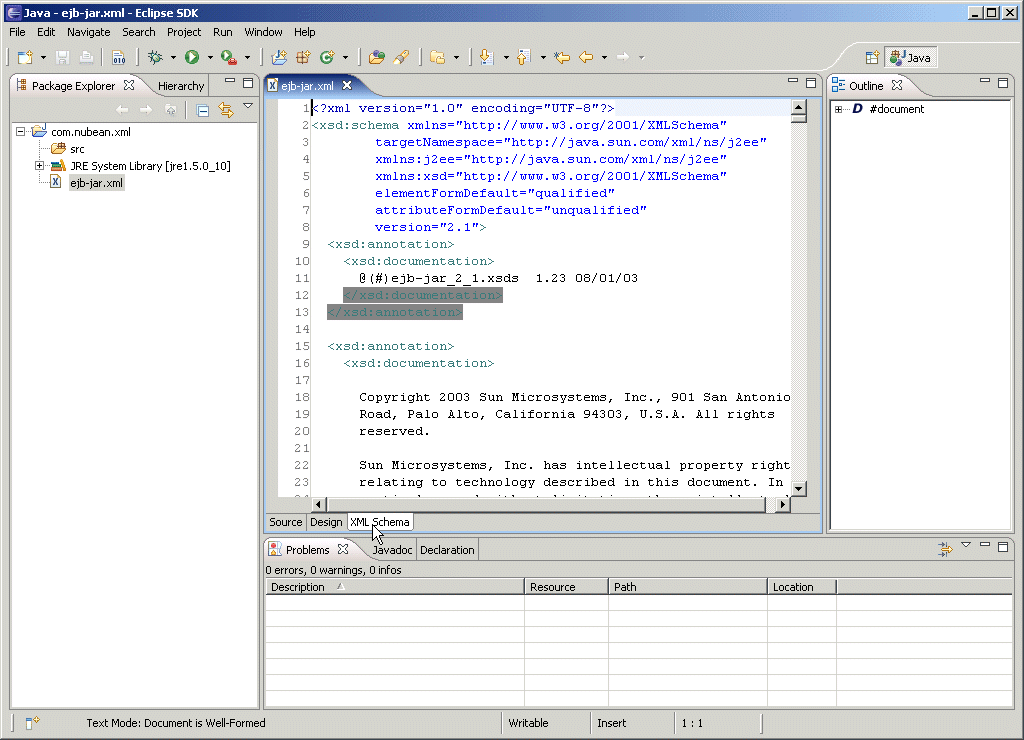 Java - ejb-jar.xml - Eclipse SDK
File Edit Navigate Search Project Run Window Help
Java
Package Explorer Hierarchy
com.nubean.xml
src
JRE System Library [jre1.5.0_10]
ejb-jar.xml
ejb-jar.xml
1 <?xml version="1.0" encoding="UTF-8"?>
2 <xsd:schema xmlns="http://www.w3.org/2001/XMLSchema"
3 targetNamespace="http://java.sun.com/xml/ns/j2ee"
4 xmlns:j2ee="http://java.sun.com/xml/ns/j2ee"
5 xmlns:xsd="http://www.w3.org/2001/XMLSchema"
6 elementFormDefault="qualified"
7 attributeFormDefault="unqualified"
8 version="2.1">
9 <xsd:annotation>
10 <xsd:documentation>
11 @(#)ejb-jar_2_1.xsds 1.23 08/01/03
12 </xsd:documentation>
13 </xsd:annotation>
14
15 <xsd:annotation>
16 <xsd:documentation>
17
18 Copyright 2003 Sun Microsystems, Inc., 901 San Antonio
19 Road, Palo Alto, California 94303, U.S.A. All rights
20 reserved.
21
22 Sun Microsystems, Inc. has intellectual property right
23 relating to technology described in this document. In
Source Design XML Schema
Outline
D #document
Problems Javadoc Declaration
0 errors, 0 warnings, 0 infos
Description Resource Path Location
Text Mode: Document is Well-Formed Writable Insert 1 : 1